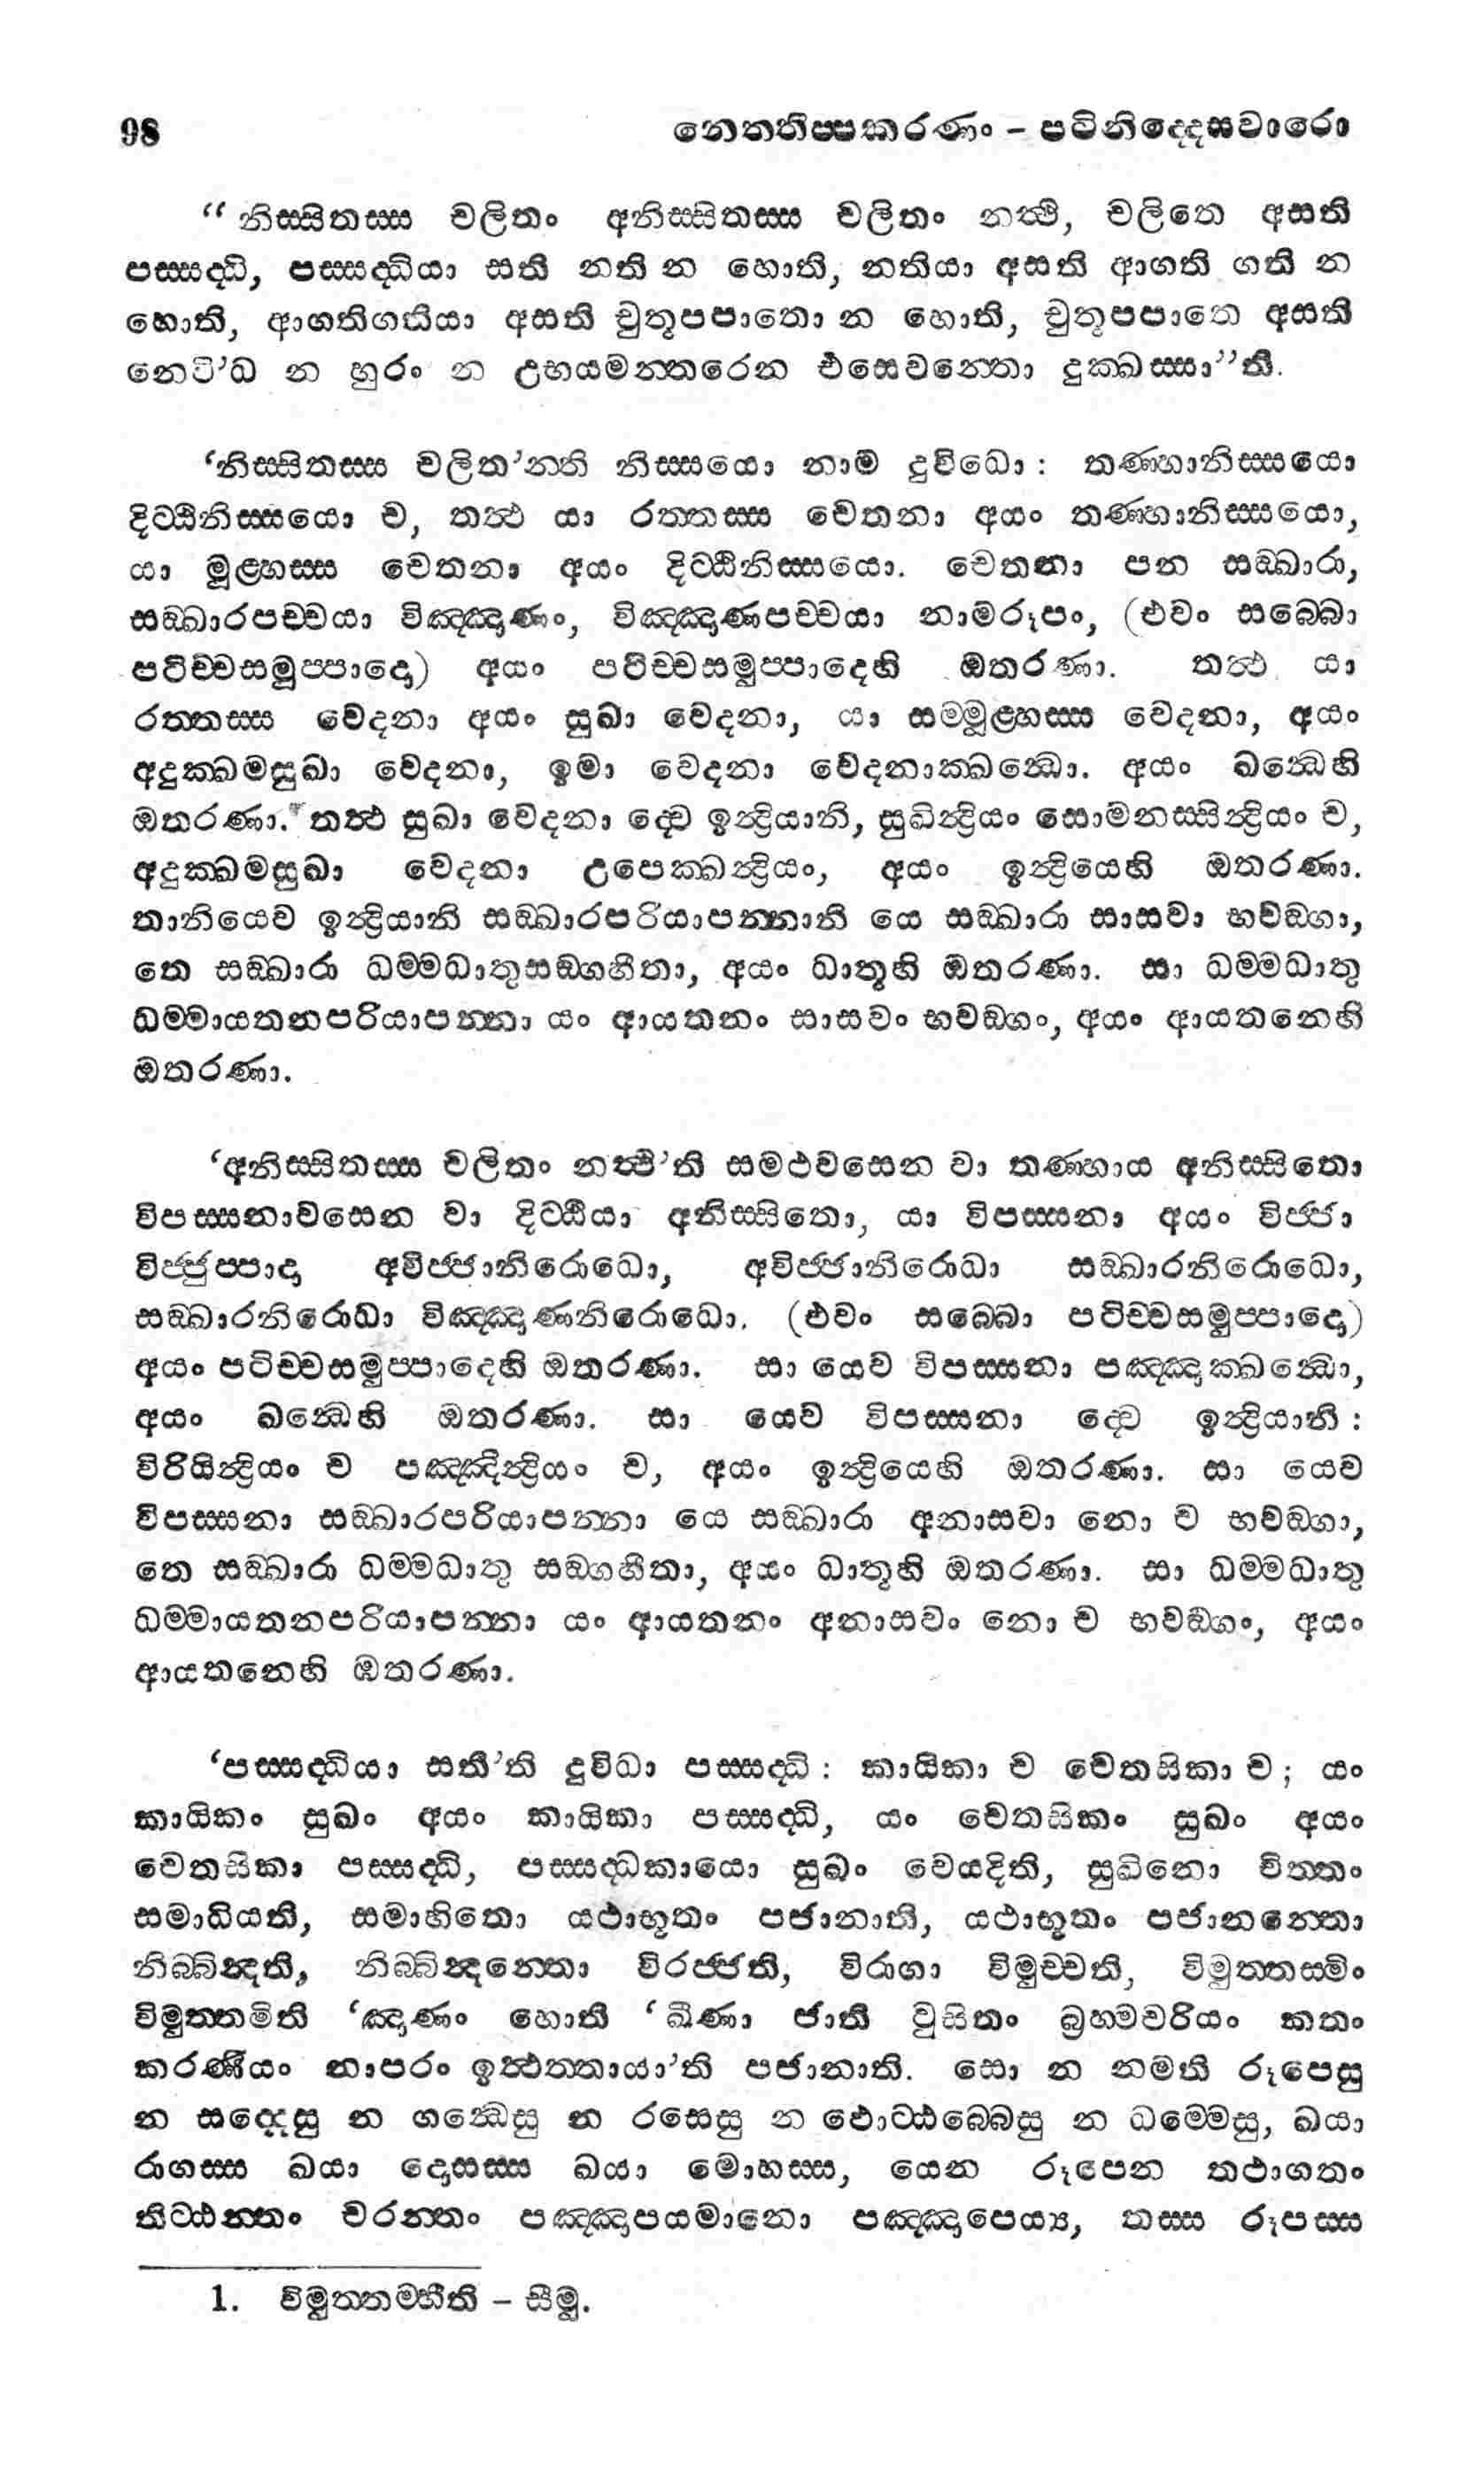 98 නෙත්තිප්පකරණං – පටිනිද්දෙසවාරො
“නිස්සිතස්ස චලිතං අනිස්සිතස්ස චලිතං නත්ථි, චලිතෙ අසති
පස්සද්ධි, පස්සද්ධියා සති නති න හොති, නතියා අසති ආගති ගති න
හොති, ආගතිගතියා අසති චුතූපපාතො න හොති, චුතූපපාතෙ අසති
නෙවි’ධ න හුරං න උභයමන්තරෙන එසෙවන්තො දුක්ඛස්සා”ති.
‘නිස්සිතස්ස චලිත’න්ති නිස්සයො නාම දුවිධො : තණ්හානිස්සයො
දිට්ඨිනිස්සයො ච, තත්ථ යා රත්තස්ස චෙතනා අයං තණ්හානිස්සයො,
යා මූළ්හස්ස චෙතනා අයං දිට්ඨිනිස්සයො. චෙතනා පන සඞ්ඛාරා,
සඞ්ඛාරපච්චයා විඤ්ඤාණං, විඤ්ඤාණපච්චයා නාමරූපං, (එවං සබ්බො
පටිච්චසමුප්පාදො) අයං පටිච්චසමුප්පාදෙහි ඔතරණා. තත්ථ යා
රත්තස්ස වෙදනා අයං සුඛා වෙදනා, යා සම්මූළ්හස්ස වෙදනා, අයං
අදුක්ඛමසුඛා වෙදනා, ඉමා වෙදනා වෙදනාක්ඛන්ධො. අයං ඛන්ධෙහි
ඔතරණා. තත්ථ සුඛා වෙදනා ද්වෙ ඉන්ද්‍රියානි, සුඛින්ද්‍රියං සොමනස්සින්ද්‍රියං ච,
අදුක්ඛමසුඛා වෙදනා උපෙක්ඛින්ද්‍රියං, අයං ඉන්ද්‍රියෙහි ඔතරණා.
තානියෙව ඉන්ද්‍රියානි සඞ්ඛාරපරියාපන්නානි යෙ සඞ්ඛාරා සාසවා භවඞ්ගා,
තෙ සඞ්ඛාරා ධම්මධාතුසඞ්ගහිතා, අයං ධාතූහි ඔතරණා. සා ධම්මධාතු
ධම්මායතනපරියාපන්නා යං ආයතනං සාසවං භවඞ්ගං, අයං ආයතනෙහි
ඔතරණා.
‘අනිස්සිතස්ස චලිතං නත්ථි’ති සමථවසෙන වා තණ්හාය අනිස්සිතො
විපස්සනාවසෙන වා දිට්ඨියා අනිස්සිතො, යා විපස්සනා අයං විජ්ජා
විජ්ජුප්පාදා අවිජ්ජානිරොධො, අවිජ්ජානිරොධා සඞ්ඛාරනිරොධො,
සඞ්ඛාරනිරොධා විඤ්ඤාණනිරොධො. (එවං සබ්බො පටිච්චසමුප්පාදො)
අයං පටිච්චසමුප්පාදෙහි ඔතරණා. සා යෙව විපස්සනා පඤ්ඤාක්ඛන්ධො,
අයං ඛන්ධෙහි ඔතරණා. සා යෙව විපස්සනා ද්වෙ ඉන්ද්‍රියානි :
විරියින්ද්‍රියං ච පඤ්ඤින්ද්‍රියං ච, අයං ඉන්ද්‍රියෙහි ඔතරණා. සා යෙව
විපස්සනා සඞ්ඛාරපරියාපන්නා යෙ සඞ්ඛාරා අනාසවා නො ච භවඞ්ගා,
තෙ සඞ්ඛාරා ධම්මධාතු සඞ්ගහිතා, අයං ධාතූහි ඔතරණා. සා ධම්මධාතු
ධම්මායතනපරියාපන්නා යං ආයතනං අනාසවං නො ච භවඞ්ගං, අයං
ආයතනෙහි ඔතරණා.
‘පස්සද්ධියා සතී’ති දුවිධා පස්සද්ධි : කායිකා ච චෙතසිකා ච; යං
කායිකං සුඛං අයං කායිකා පස්සද්ධි, යං චෙතසිකං සුඛං අයං
චෙතසිකා පස්සද්ධි, පස්සද්ධකායො සුඛං වෙයදිති, සුඛිනො චිත්තං
සමාධියති, සමාහිතො යථාභූතං පජානාති, යථාභූතං පජානන්තො
නිබ්බින්දති, නිබ්බින්දන්තො විරජ්ජති, විරාගා විමුච්චති, විමුත්තස්මිං
විමුත්තමිති ‘ඤාණං හොති ‘ඛීණා ජාති වුසිතං බ්‍රහ්මචරියං කතං
කරණීයං නාපරං ඉත්ථත්තායා’ති පජානාති. සො න නමති රූපෙසු
න සද්දෙසු න ගන්ධෙසු න රසෙසු න ඵොට්ඨබ්බෙසු න ධම්මෙසු, ඛයා
රාගස්ස ඛයා දොසස්ස ඛයා මොහස්ස, යෙන රූපෙන තථාගතං
තිට්ඨන්තං චරන්තං පඤ්ඤාපයමානො පඤ්ඤාපෙය්‍ය, තස්ස රූපස්ස
1. විමුත්තම්හීති – සීමු.